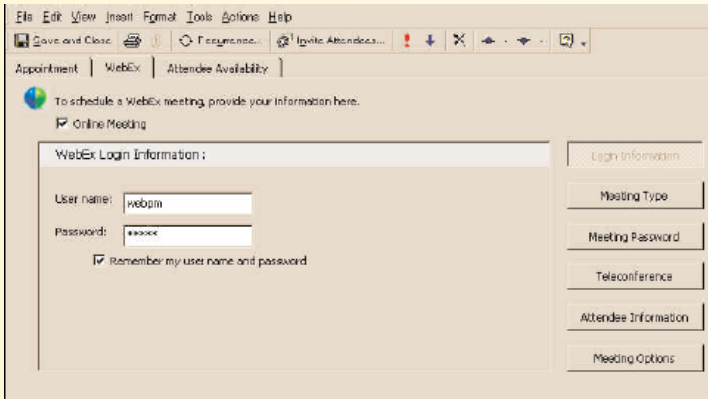 File Edit View Insert Format Tools Actions Help
Save and Close Recurrence... Invite Attendees...
Appointment WebEx Attendee Availability
To schedule a WebEx meeting, provide your information here.
Online Meeting
WebEx Login Information :
Login Information
User name: webpm
Meeting Type
Password: *****
Meeting Password
Remember my user name and password
Teleconference
Attendee Information
Meeting Options